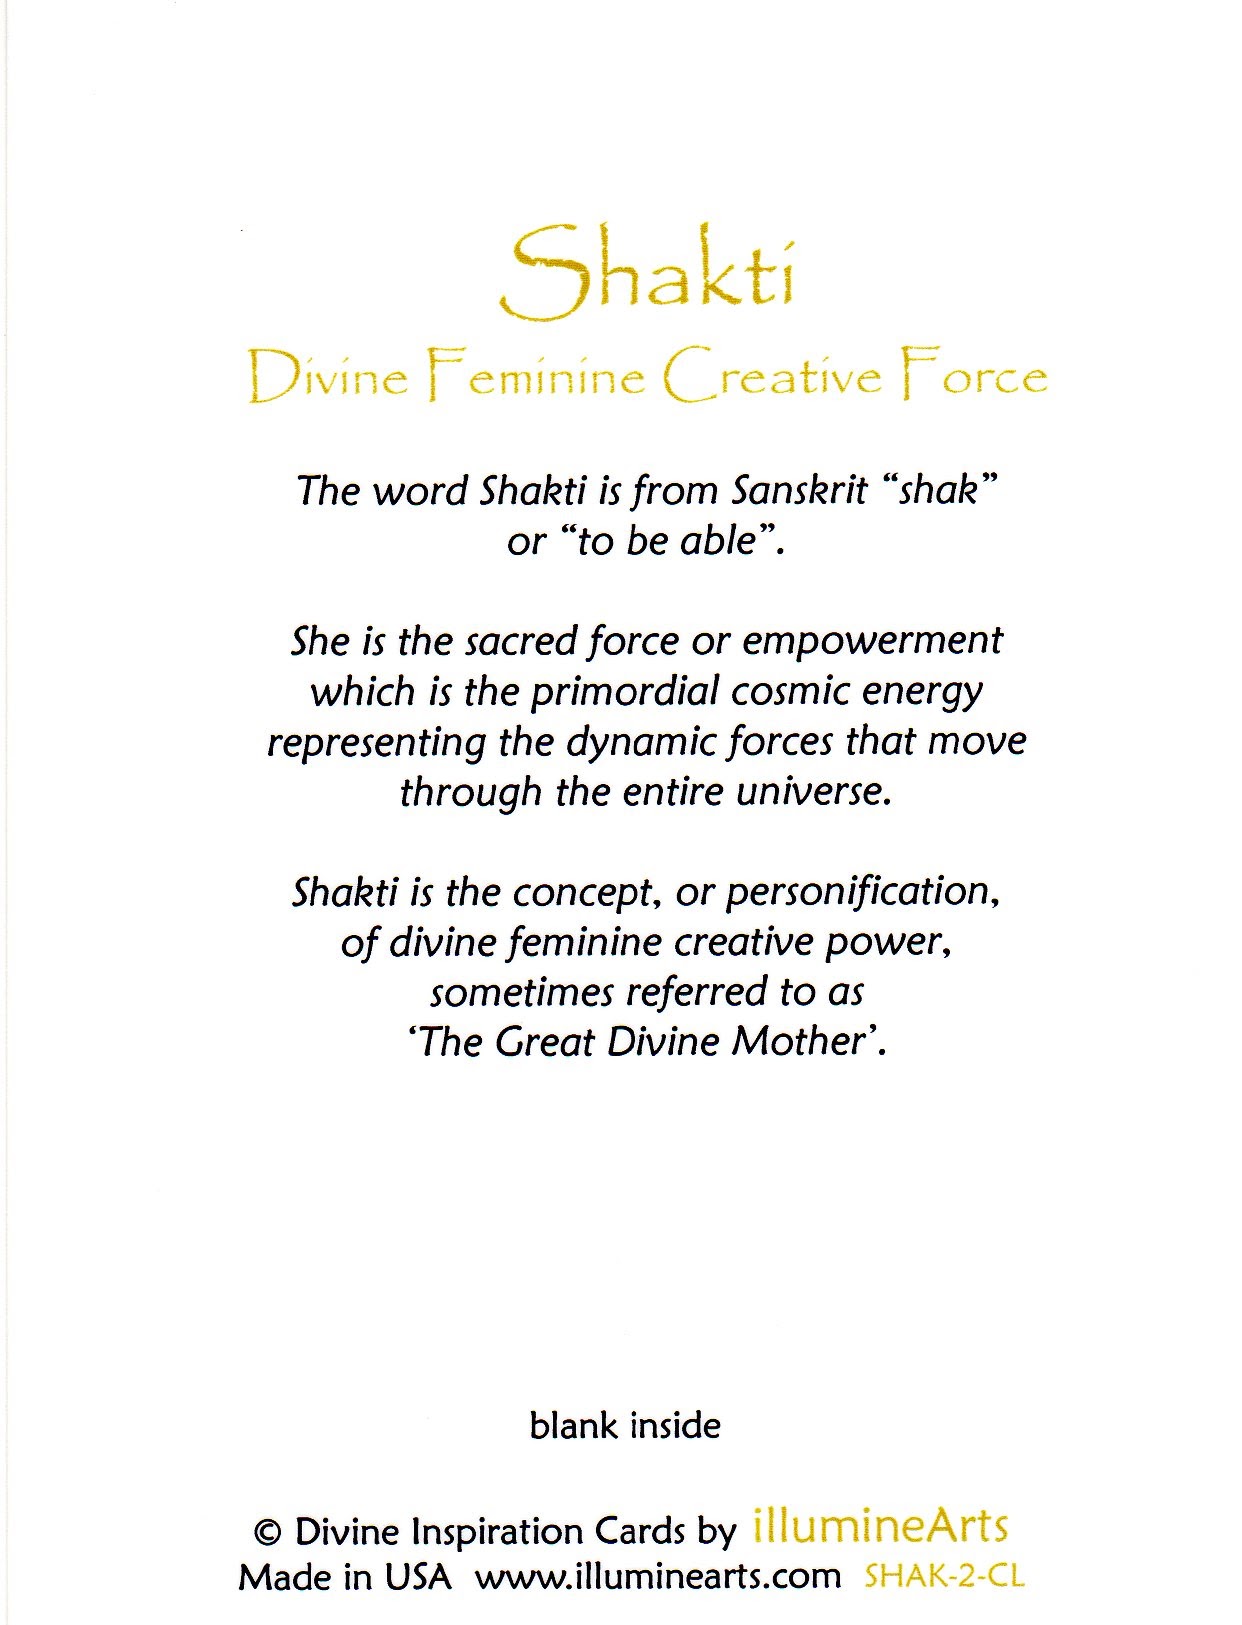 Shakti
Divine Feminine Creative Force
The word Shakti is from Sanskrit “shak”
or “to be able”.
She is the sacred force or empowerment
which is the primordial cosmic energy
representing the dynamic forces that move
through the entire universe.
Shakti is the concept, or personification,
of divine feminine creative power,
sometimes referred to as
‘The Great Divine Mother’.
blank inside
© Divine Inspiration Cards by illumineArts
Made in USA www.illuminearts.com SHAK-2-CL